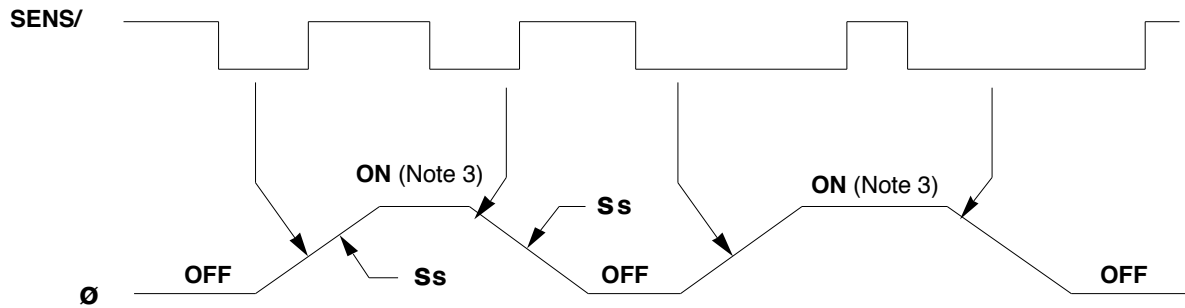 SENS/
ON (Note 3)
ON (Note 3)
Ss
OFF
Ss
OFF
OFF
ø